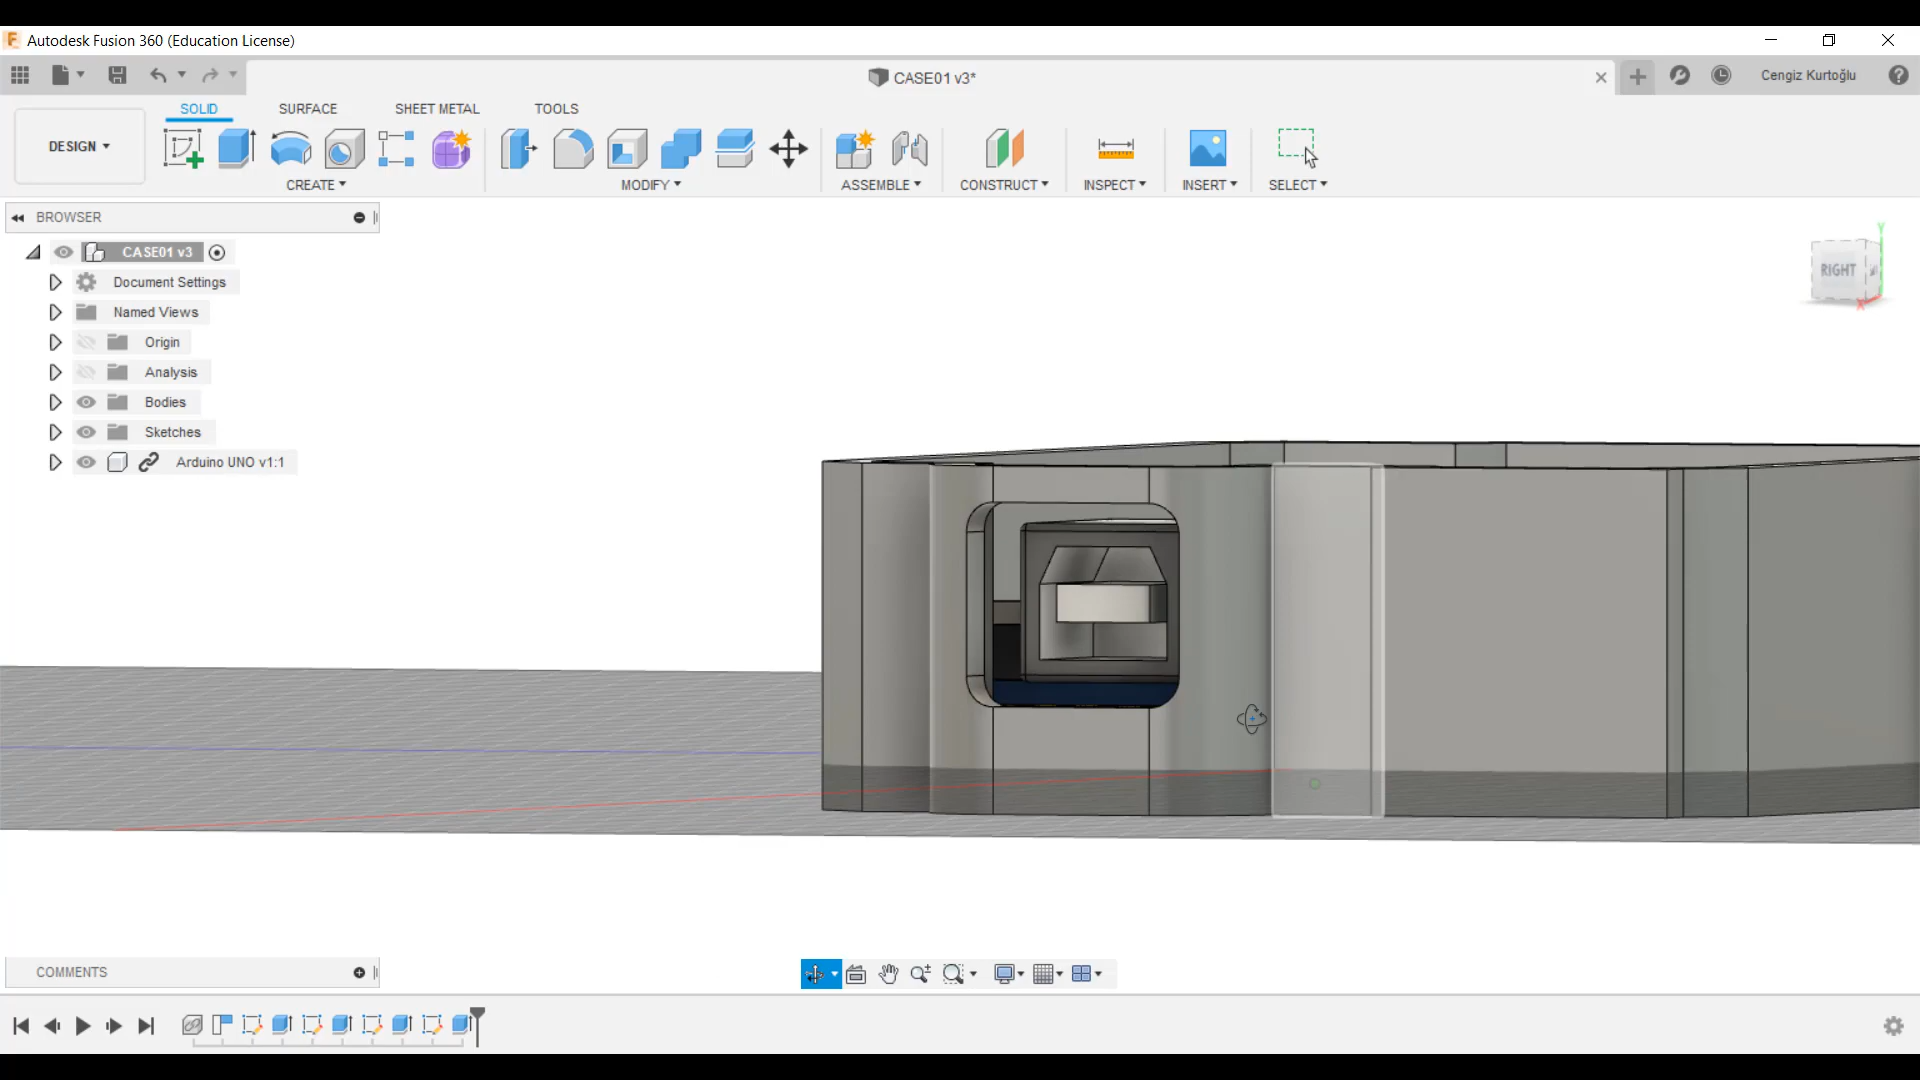 Autodesk Fusion 360 (Education License)
CASE01 v3*
Cengiz Kurtoğlu
SOLID
SURFACE
SHEET METAL
TOOLS
DESIGN
CREATE
MODIFY
ASSEMBLE
CONSTRUCT
INSPECT
INSERT
SELECT
BROWSER
CASE01 v3
Document Settings
Named Views
Origin
Analysis
Bodies
Sketches
Arduino UNO v1:1
Y
RIGHT
X
COMMENTS